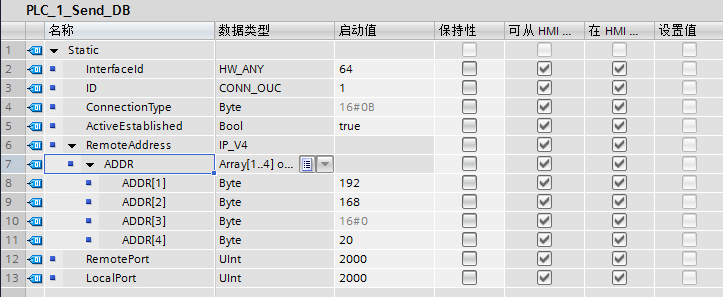 PLC_1_Send_DB
名称 数据类型 启动值 保持性 可从 HMI ... 在 HMI ... 设置值
1 Static
2 InterfaceId HW_ANY 64
3 ID CONN_OUC 1
4 ConnectionType Byte 16#0B
5 ActiveEstablished Bool true
6 RemoteAddress IP_V4
7 ADDR Array[1..4] o...
8 ADDR[1] Byte 192
9 ADDR[2] Byte 168
10 ADDR[3] Byte 16#0
11 ADDR[4] Byte 20
12 RemotePort UInt 2000
13 LocalPort UInt 2000